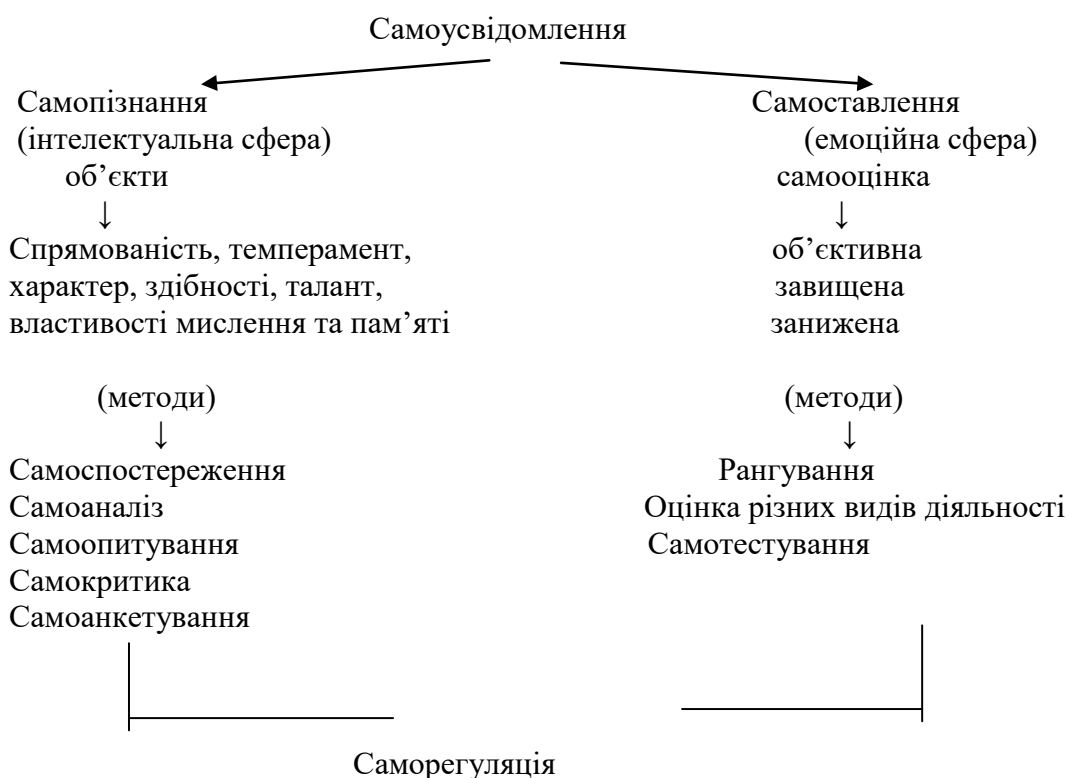 Самоусвідомлення
Самопізнання
(інтелектуальна сфера)
об’єкти
↓
Спрямованість, темперамент,
характер, здібності, талант,
властивості мислення та пам’яті
(методи)
↓
Самоспостереження
Самоаналіз
Самоопитування
Самокритика
Самоанкетування
Самоставлення
(емоційна сфера)
самооцінка
↓
об’єктивна
завищена
занижена
(методи)
↓
Рангування
Оцінка різних видів діяльності
Самотестування
Саморегуляція